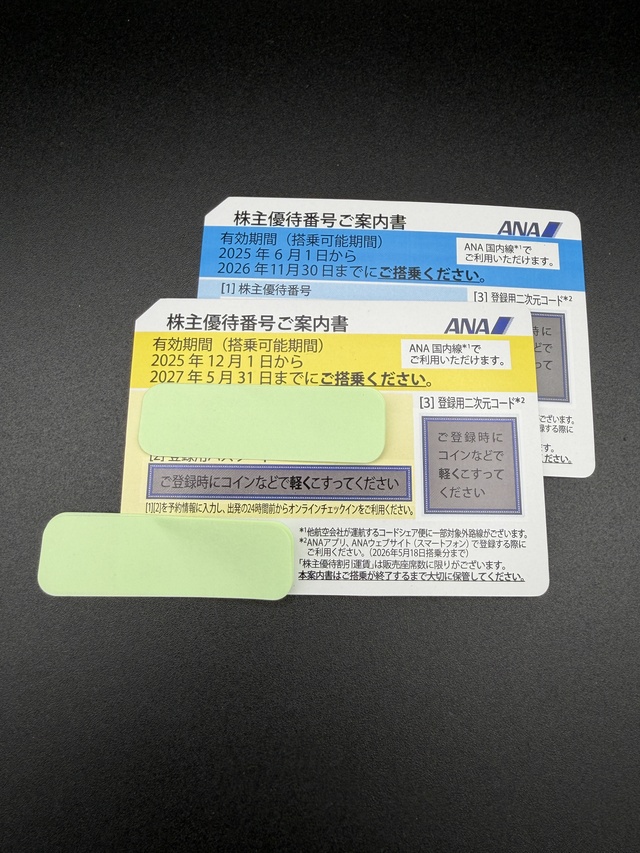 株主優待番号ご案内書
ANA
有効期間（搭乗可能期間）
2025年6月1日から
2026年11月30日までにご搭乗ください。
ANA国内線*1で
ご利用いただけます。
[1] 株主優待番号
[3] 登録用二次元コード*2
株主優待番号ご案内書
ANA
有効期間（搭乗可能期間）
2025年12月1日から
2027年5月31日までにご搭乗ください。
ANA国内線*1で
ご利用いただけます。
[3] 登録用二次元コード*2
ご登録時に
コインなどで
軽くこすって
ください
ご登録時にコインなどで軽くこすってください
[1][2]を予約情報に入力し、出発の24時間前からオンラインチェックインをご利用ください。
*1他航空会社が運航するコードシェア便に一部対象外路線がございます。
*2ANAアプリ、ANAウェブサイト（スマートフォン）で登録する際に
ご利用ください。（2026年5月18日搭乗分まで）
「株主優待割引運賃」は販売座席数に限りがございます。
本案内書はご搭乗が終了するまで大切に保管してください。